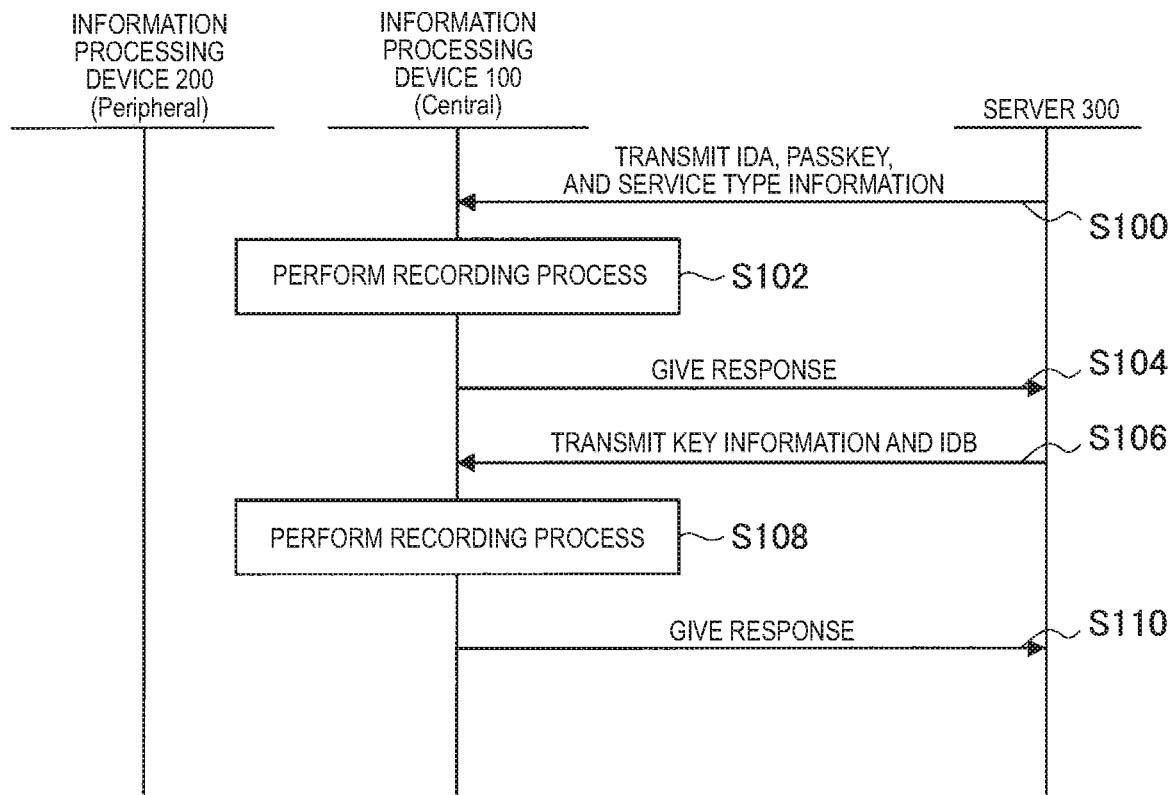 INFORMATION
PROCESSING
DEVICE 200
(Peripheral)
INFORMATION
PROCESSING
DEVICE 100
(Central)
SERVER 300
TRANSMIT IDA, PASSKEY,
AND SERVICE TYPE INFORMATION
S100
PERFORM RECORDING PROCESS
S102
GIVE RESPONSE
S104
TRANSMIT KEY INFORMATION AND IDB
S106
PERFORM RECORDING PROCESS
S108
GIVE RESPONSE
S110